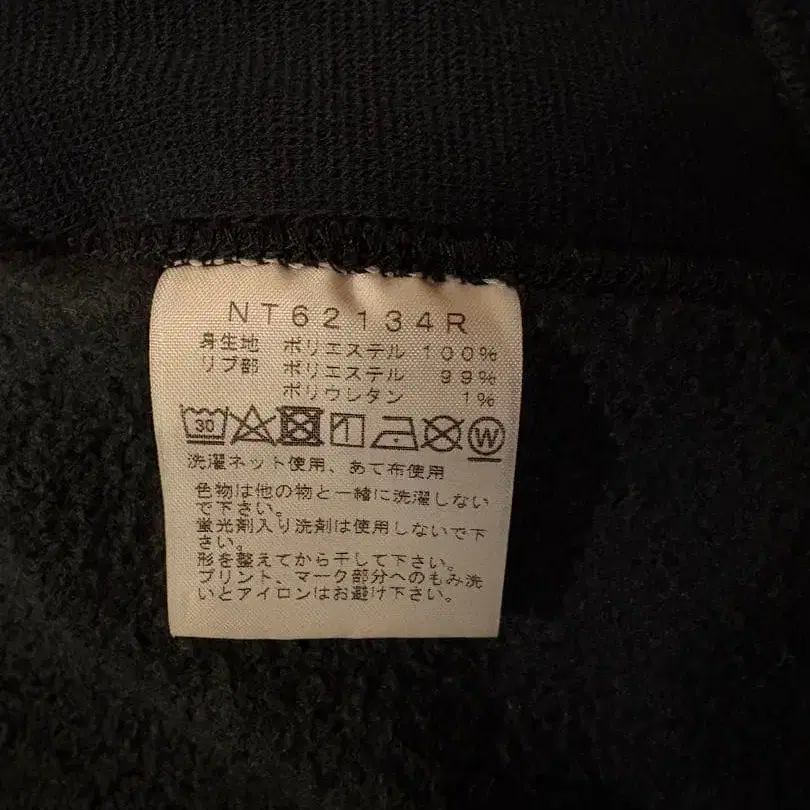 NT62134R
身生地 ポリエステル 100%
リブ部 ポリエステル 99%
ポリウレタン 1%
30 W
洗濯ネット使用、あて布使用
色物は他の物と一緒に洗濯しない
で下さい。
蛍光剤入り洗剤は使用しないで下
さい。
形を整えてから干して下さい。
プリント、マーク部分へのもみ洗
いとアイロンはお避け下さい。